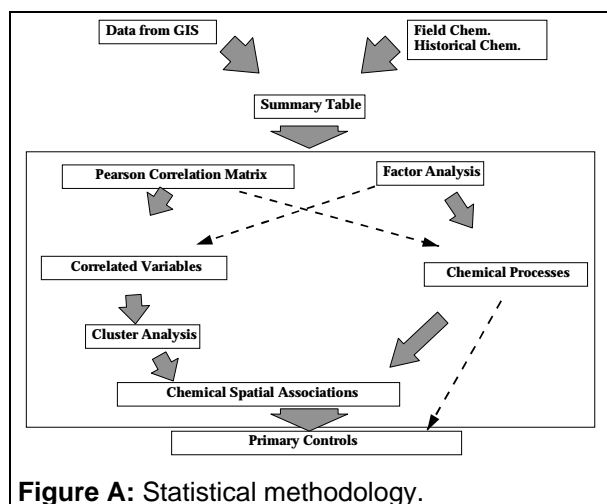 Data from GIS
Field Chem.
Historical Chem.
Summary Table
Pearson Correlation Matrix
Factor Analysis
Correlated Variables
Chemical Processes
Cluster Analysis
Chemical Spatial Associations
Primary Controls
Figure A: Statistical methodology.